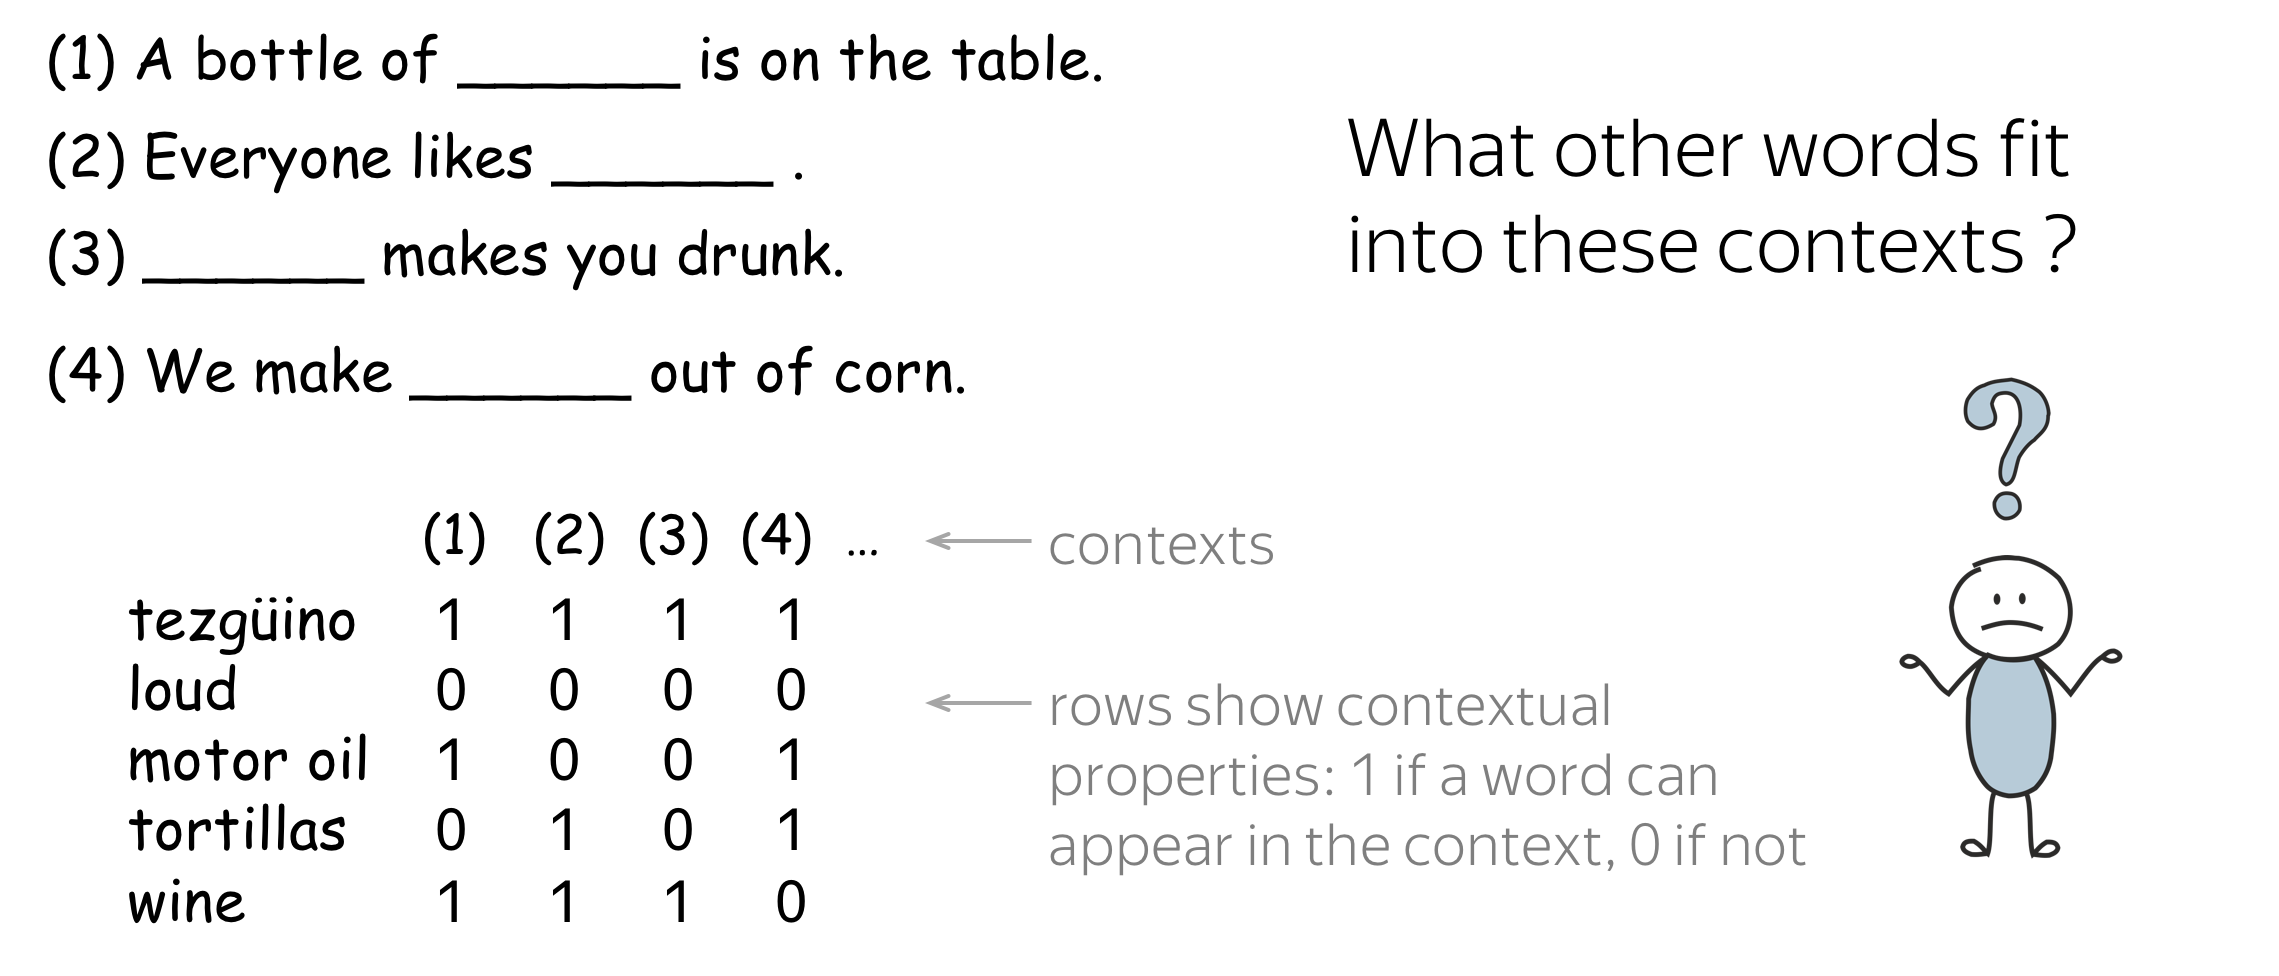 (1) A bottle of ______ is on the table.
(2) Everyone likes ______ .
(3) ______ makes you drunk.
(4) We make ______ out of corn.
What other words fit
into these contexts ?
?
(1) (2) (3) (4) ...
tezgüino 1 1 1 1
loud 0 0 0 0
motor oil 1 0 0 1
tortillas 0 1 0 1
wine 1 1 1 0
contexts
rows show contextual
properties: 1 if a word can
appear in the context, 0 if not